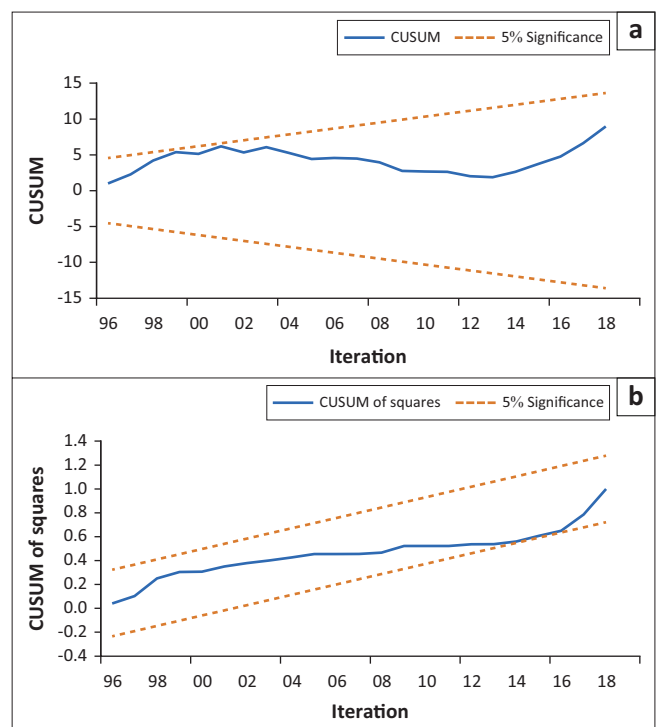 a
CUSUM 5% Significance
15
10
5
0
-5
-10
-15
CUSUM
96 98 00 02 04 06 08 10 12 14 16 18
Iteration
b
CUSUM of squares 5% Significance
1.4
1.2
1.0
0.8
0.6
0.4
0.2
0.0
-0.2
-0.4
CUSUM of squares
96 98 00 02 04 06 08 10 12 14 16 18
Iteration